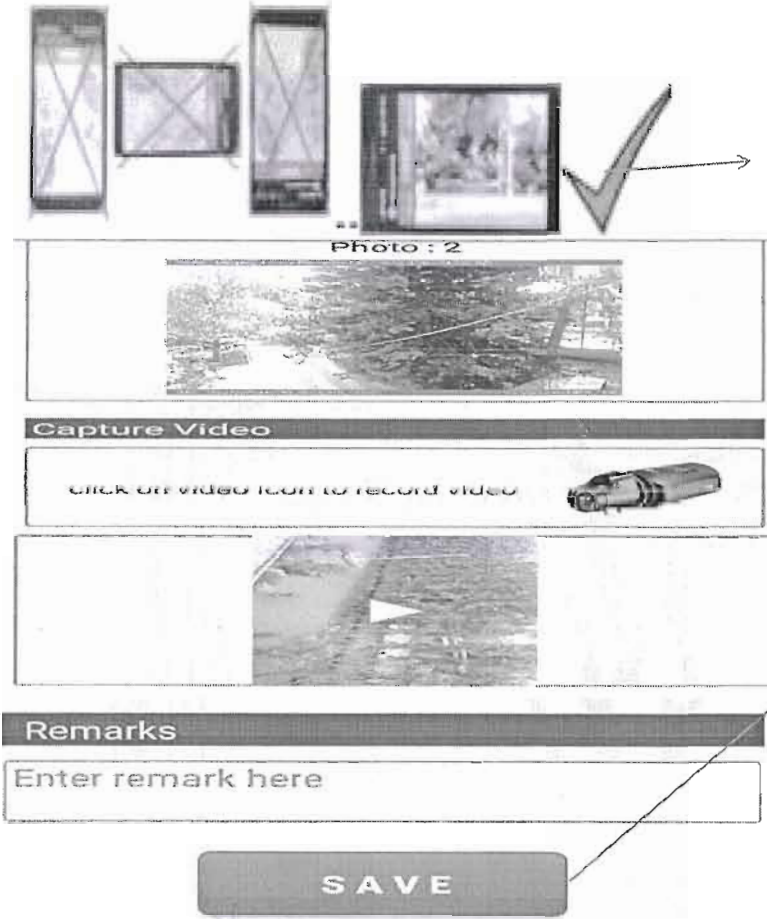 Photo : 2
Capture Video
Click on video icon to record video
Remarks
Enter remark here
SAVE